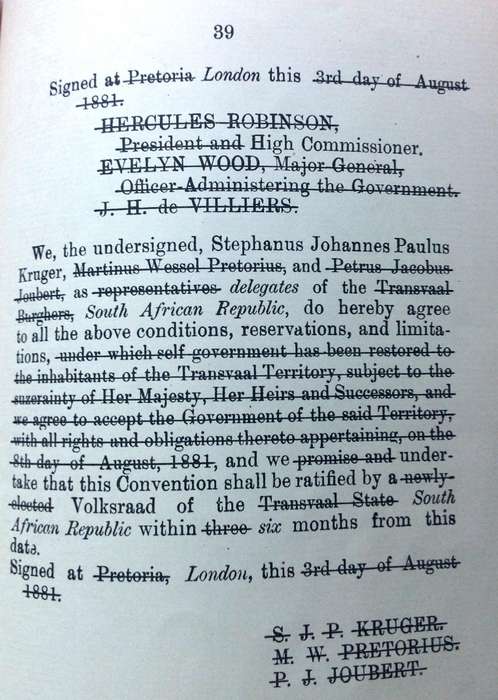 39
Signed at Pretoria London this 3rd day of August
1881.
HERCULES ROBINSON,
President and High Commissioner.
EVELYN WOOD, Major-General,
Officer Administering the Government.
J. H. de VILLIERS.
We, the undersigned, Stephanus Johannes Paulus
Kruger, Martinus Wessel Pretorius, and Petrus Jacobus
Joubert, as representatives delegates of the Transvaal
Burghers, South African Republic, do hereby agree
to all the above conditions, reservations, and limita-
tions, under which self government has been restored to
the inhabitants of the Transvaal Territory, subject to the
suzerainty of Her Majesty, Her Heirs and Successors, and
we agree to accept the Government of the said Territory,
with all rights and obligations thereto appertaining, on the
8th day of August, 1881, and we promise and under-
take that this Convention shall be ratified by a newly-
elected Volksraad of the Transvaal State South
African Republic within three six months from this
date.
Signed at Pretoria, London, this 3rd day of August
1881.
S. J. P. KRUGER.
M. W. PRETORIUS.
P. J. JOUBERT.